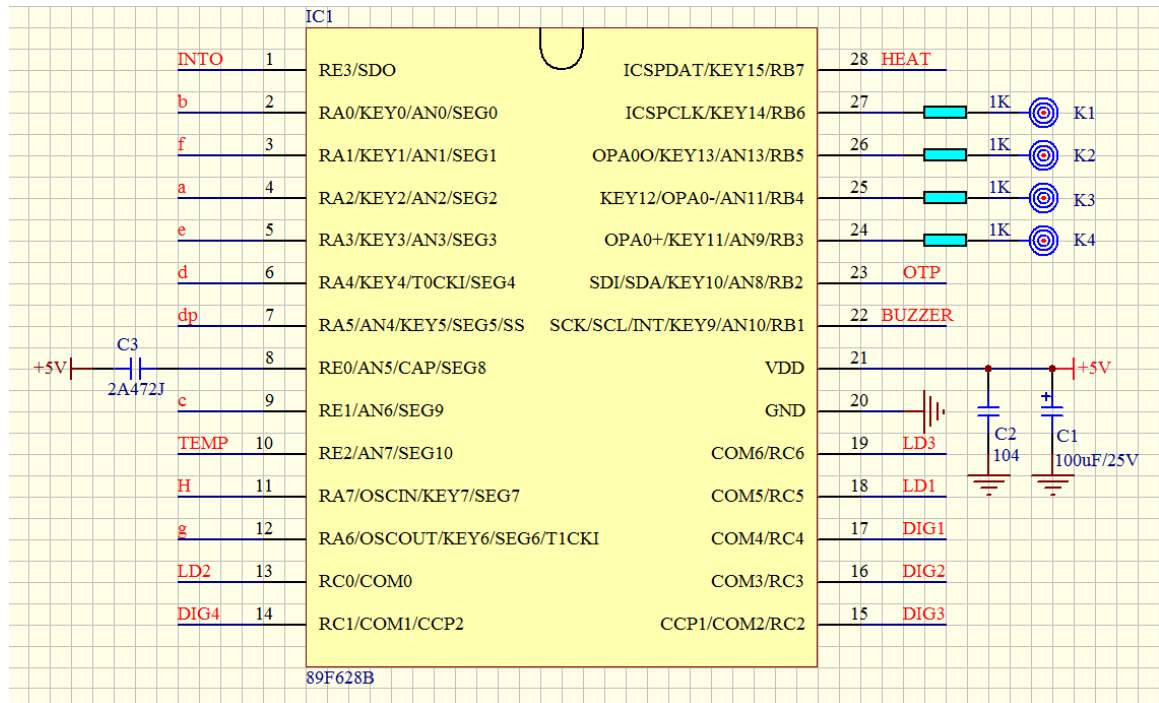 IC1
INTO 1 RE3/SDO ICSPDAT/KEY15/RB7 28 HEAT
b 2 RA0/KEY0/AN0/SEG0 ICSPCLK/KEY14/RB6 27 1K K1
f 3 RA1/KEY1/AN1/SEG1 OPA0O/KEY13/AN13/RB5 26 1K K2
a 4 RA2/KEY2/AN2/SEG2 KEY12/OPA0-/AN11/RB4 25 1K K3
e 5 RA3/KEY3/AN3/SEG3 OPA0+/KEY11/AN9/RB3 24 1K K4
d 6 RA4/KEY4/T0CKI/SEG4 SDI/SDA/KEY10/AN8/RB2 23 OTP
dp 7 RA5/AN4/KEY5/SEG5/SS SCK/SCL/INT/KEY9/AN10/RB1 22 BUZZER
C3
+5V 8 RE0/AN5/CAP/SEG8 VDD 21 +5V
2A472J
c 9 RE1/AN6/SEG9 GND 20
+
C2 C1
104 100uF/25V
TEMP 10 RE2/AN7/SEG10 COM6/RC6 19 LD3
H 11 RA7/OSCIN/KEY7/SEG7 COM5/RC5 18 LD1
g 12 RA6/OSCOUT/KEY6/SEG6/T1CKI COM4/RC4 17 DIG1
LD2 13 RC0/COM0 COM3/RC3 16 DIG2
DIG4 14 RC1/COM1/CCP2 CCP1/COM2/RC2 15 DIG3
89F628B